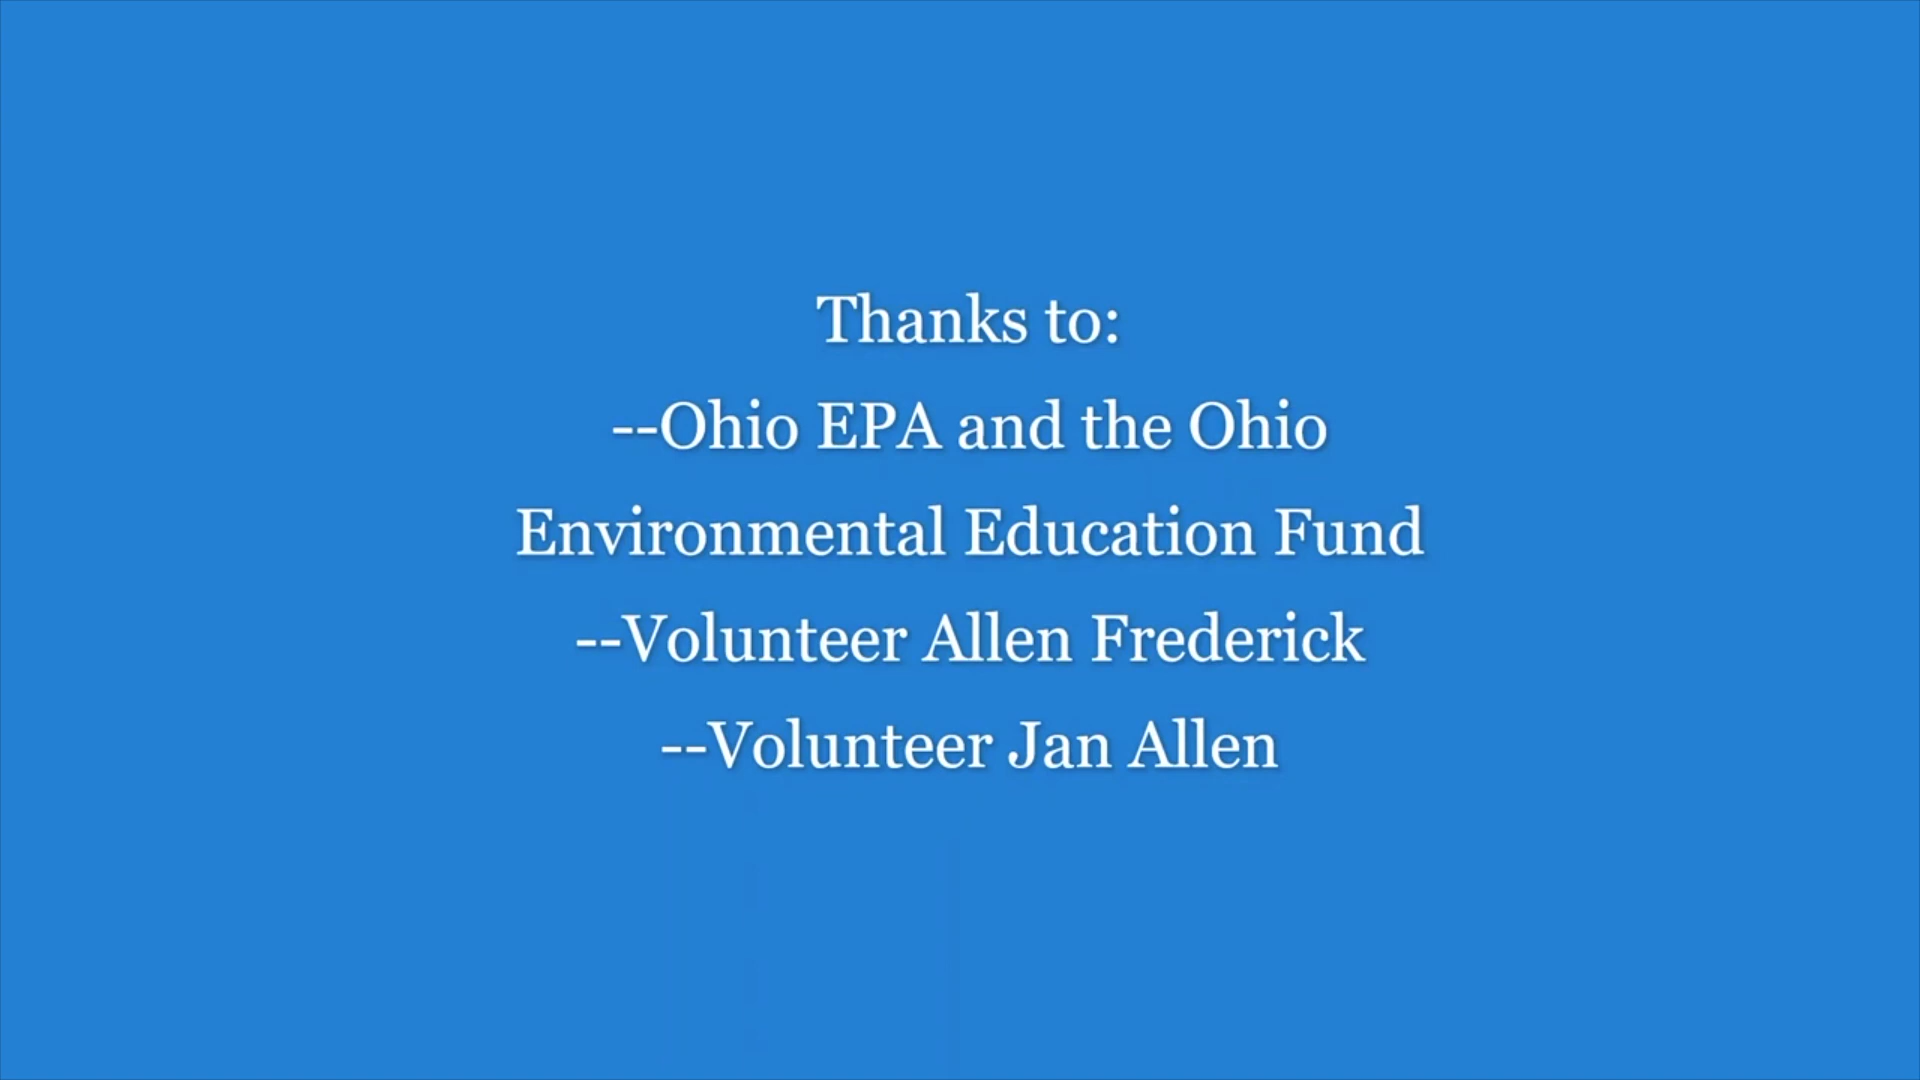 Thanks to:
--Ohio EPA and the Ohio
Environmental Education Fund
--Volunteer Allen Frederick
--Volunteer Jan Allen